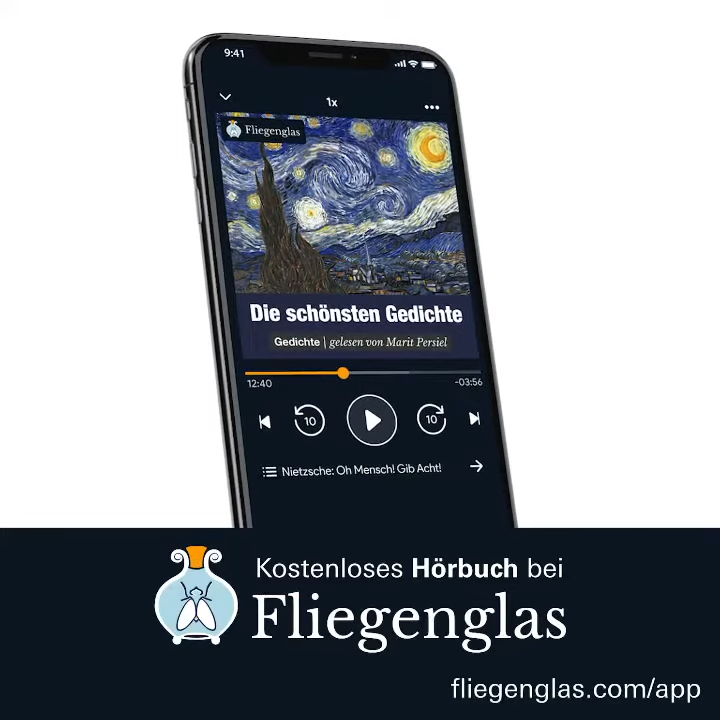 9:41
1x
Fliegenglas
Die schönsten Gedichte
Gedichte | gelesen von Marit Persiel
12:40
-03:56
10
10
Nietzsche: Oh Mensch! Gib Acht!
Kostenloses Hörbuch bei
Fliegenglas
fliegenglas.com/app